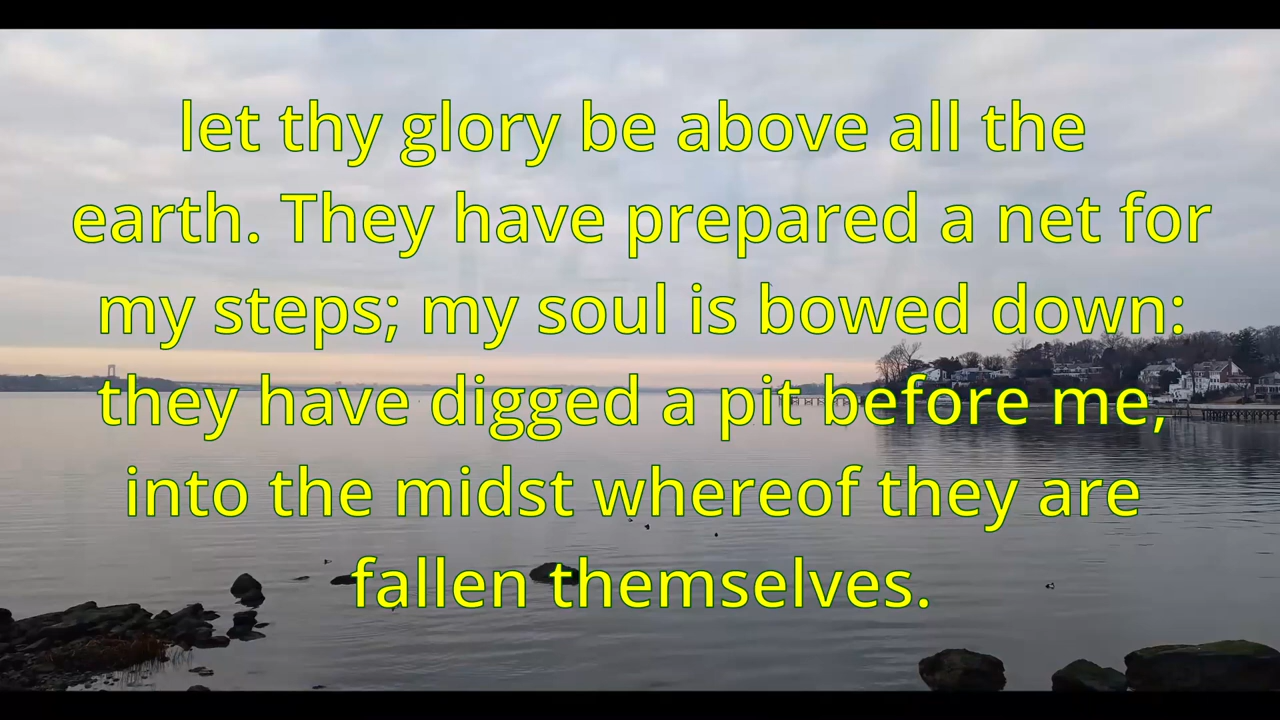 let thy glory be above all the
earth. They have prepared a net for
my steps; my soul is bowed down:
they have digged a pit before me,
into the midst whereof they are
fallen themselves.